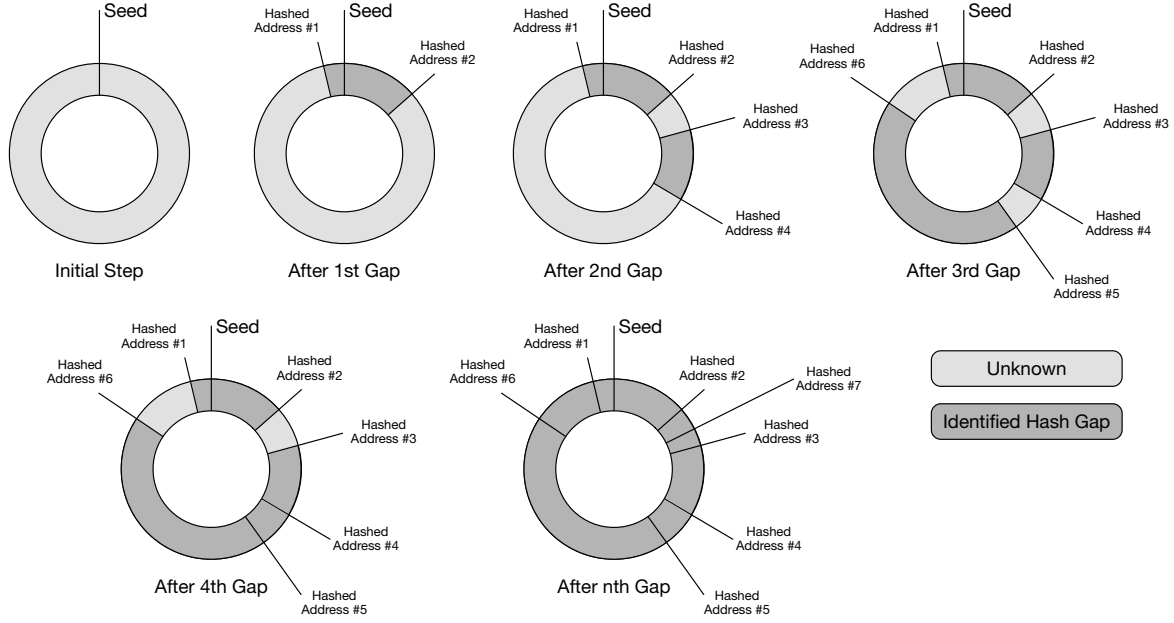 Seed
Initial Step
Seed
Hashed
Address #1
Hashed
Address #2
After 1st Gap
Seed
Hashed
Address #1
Hashed
Address #2
Hashed
Address #3
Hashed
Address #4
After 2nd Gap
Seed
Hashed
Address #1
Hashed
Address #6
Hashed
Address #2
Hashed
Address #3
Hashed
Address #4
Hashed
Address #5
After 3rd Gap
Seed
Hashed
Address #1
Hashed
Address #6
Hashed
Address #2
Hashed
Address #3
Hashed
Address #4
Hashed
Address #5
After 4th Gap
Seed
Hashed
Address #1
Hashed
Address #6
Hashed
Address #2
Hashed
Address #7
Hashed
Address #3
Hashed
Address #4
Hashed
Address #5
After nth Gap
Unknown
Identified Hash Gap